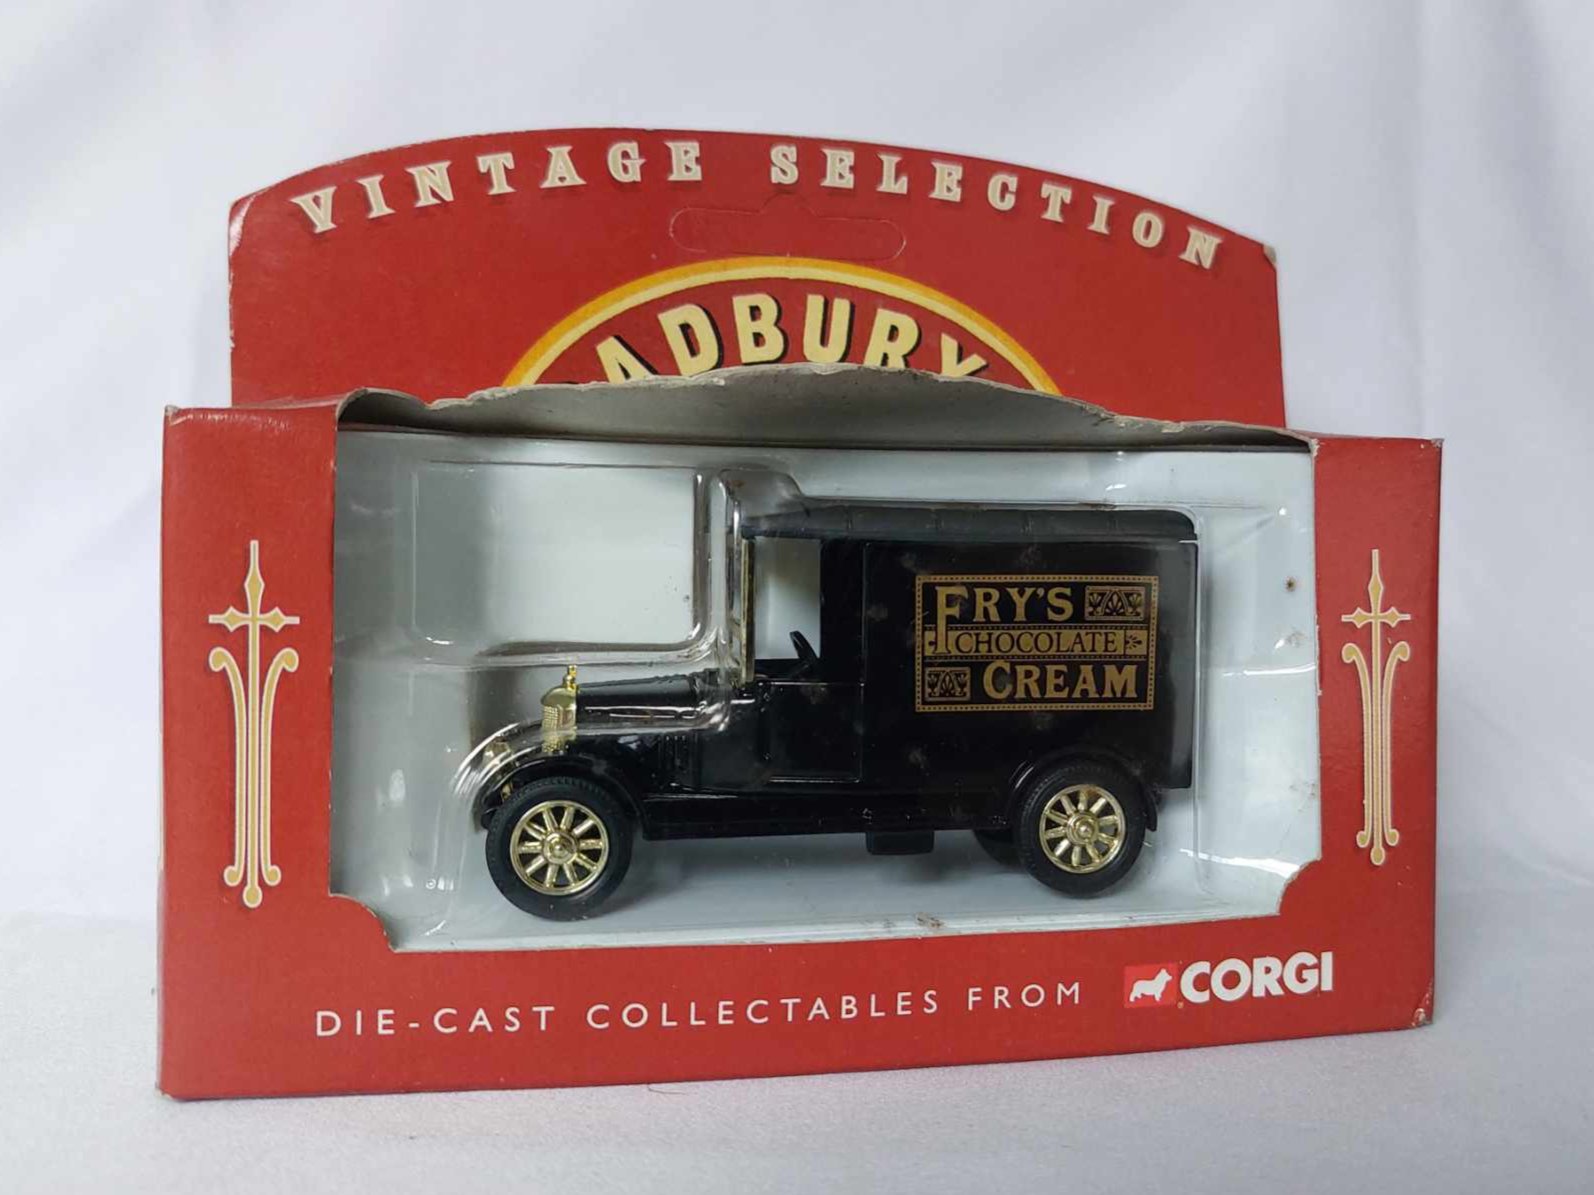 VINTAGE SELECTION
ADBURY
FRY'S
CHOCOLATE
CREAM
DIE-CAST COLLECTABLES FROM CORGI